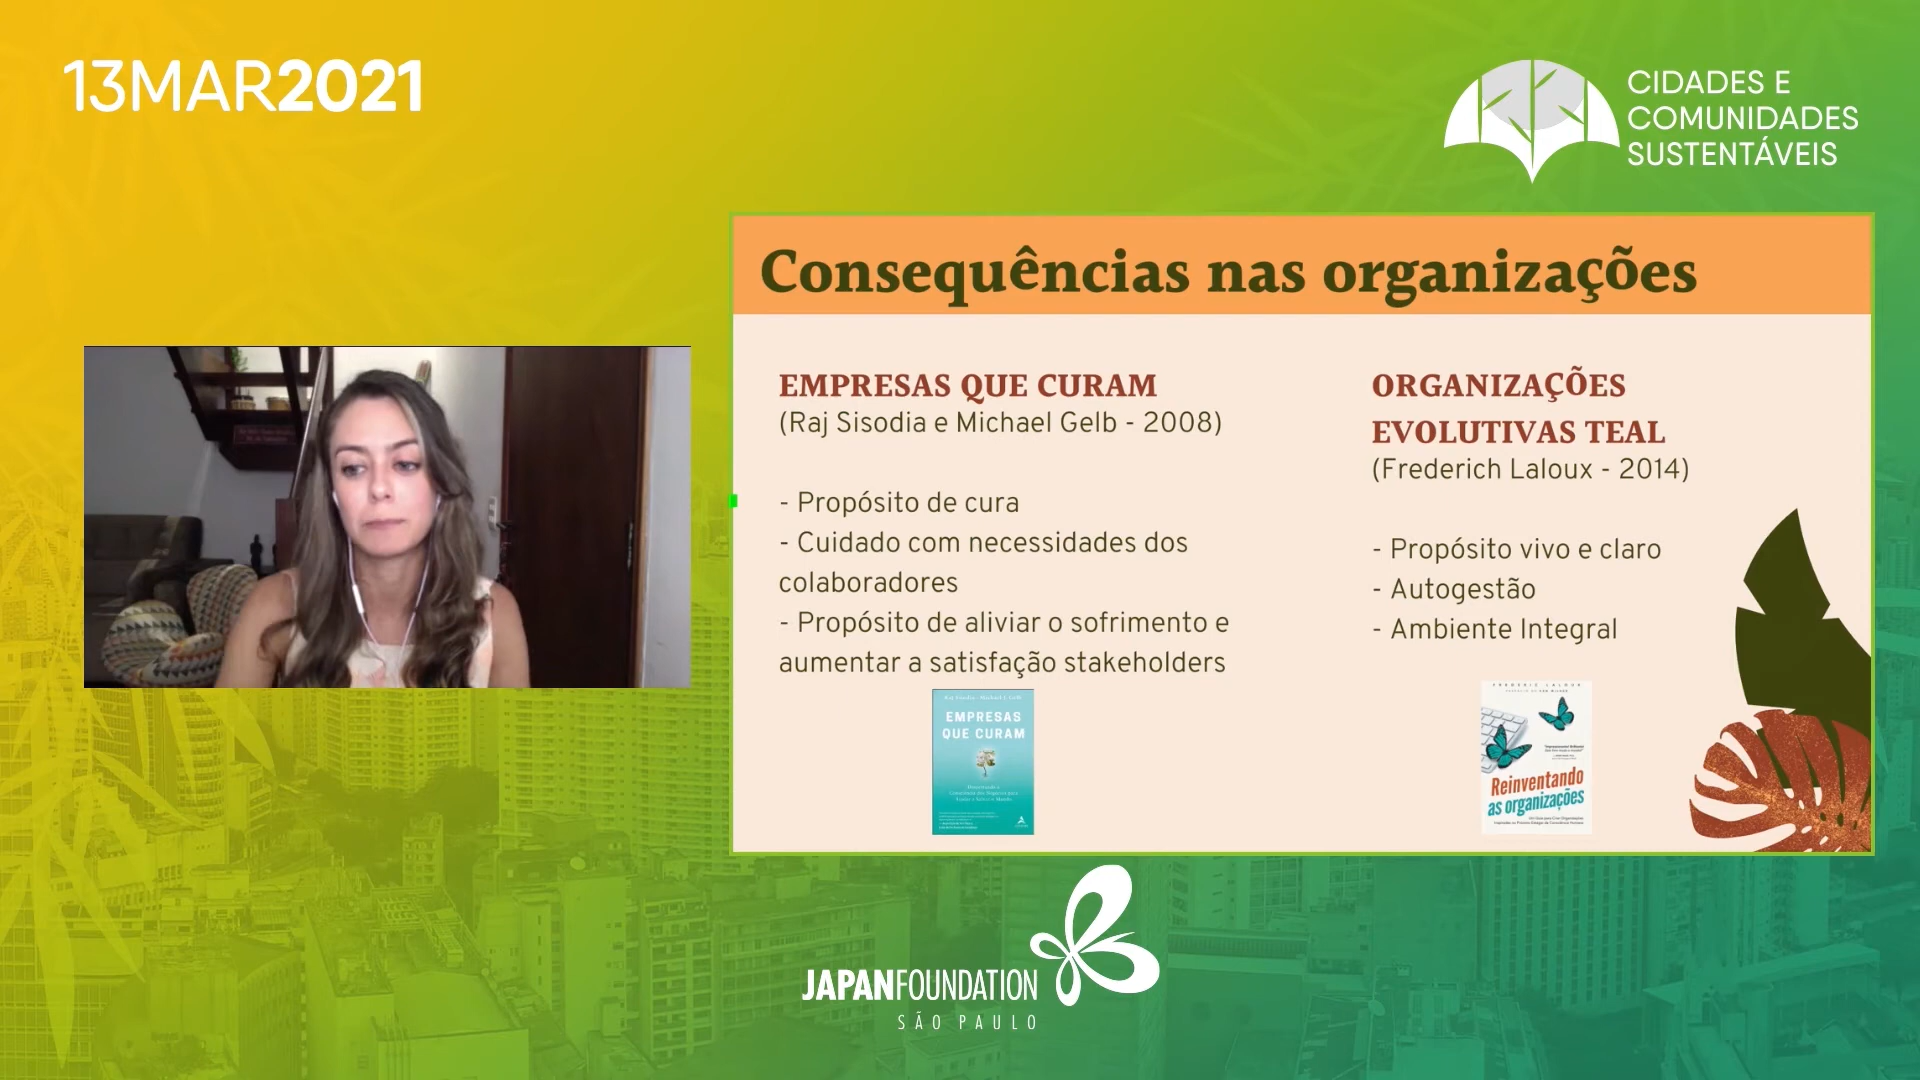 13MAR2021
CIDADES E
COMUNIDADES
SUSTENTÁVEIS
Consequências nas organizações
EMPRESAS QUE CURAM
(Raj Sisodia e Michael Gelb - 2008)
- Propósito de cura
- Cuidado com necessidades dos
colaboradores
- Propósito de aliviar o sofrimento e
aumentar a satisfação stakeholders
EMPRESAS
QUE CURAM
ORGANIZAÇÕES
EVOLUTIVAS TEAL
(Frederich Laloux - 2014)
- Propósito vivo e claro
- Autogestão
- Ambiente Integral
FREDERIC LALOUX
Reinventando
as organizações
JAPANFOUNDATION
SÃO PAULO